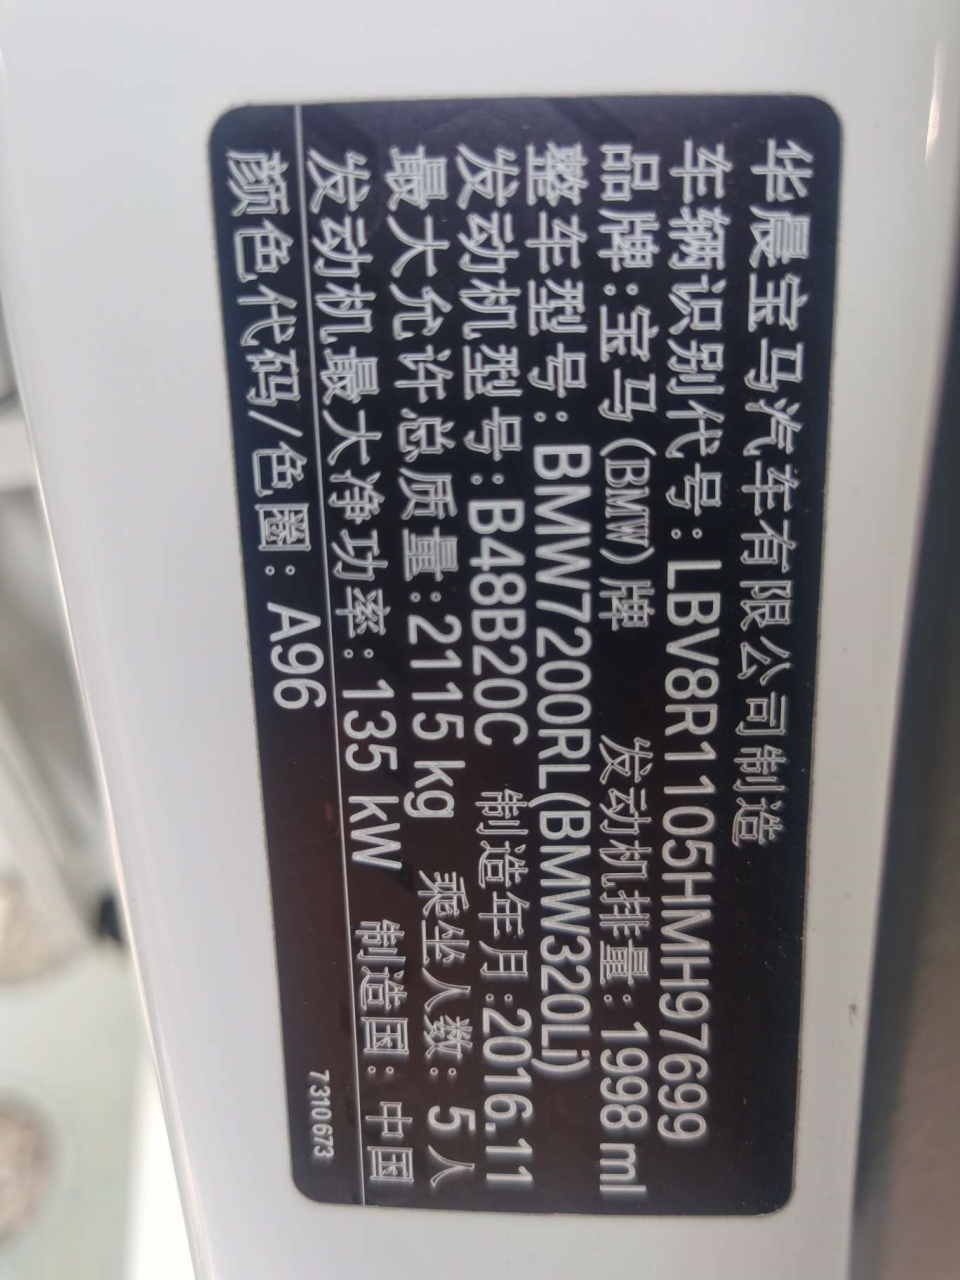 华晨宝马汽车有限公司制造
车辆识别代号：LBV8R1105HMH97699
品牌：宝马(BMW)牌 发动机排量：1998 ml
整车型号：BMW7200RL(BMW320Li)
发动机型号：B48B20C 制造年月：2016.11
最大允许总质量：2115 kg 乘坐人数：5人
发动机最大净功率：135 kW 制造国：中国
颜色代码/色圈：A96
7310673